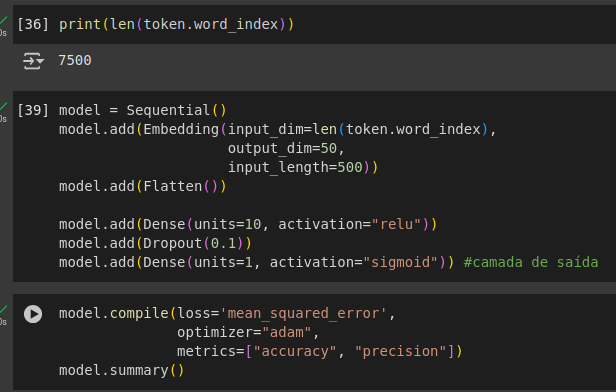 [36] print(len(token.word_index))
0s
7500
[39] model = Sequential()
0s
model.add(Embedding(input_dim=len(token.word_index),
output_dim=50,
input_length=500))
model.add(Flatten())
model.add(Dense(units=10, activation="relu"))
model.add(Dropout(0.1))
model.add(Dense(units=1, activation="sigmoid")) #camada de saída
model.compile(loss='mean_squared_error',
0s
optimizer="adam",
metrics=["accuracy", "precision"])
model.summary()